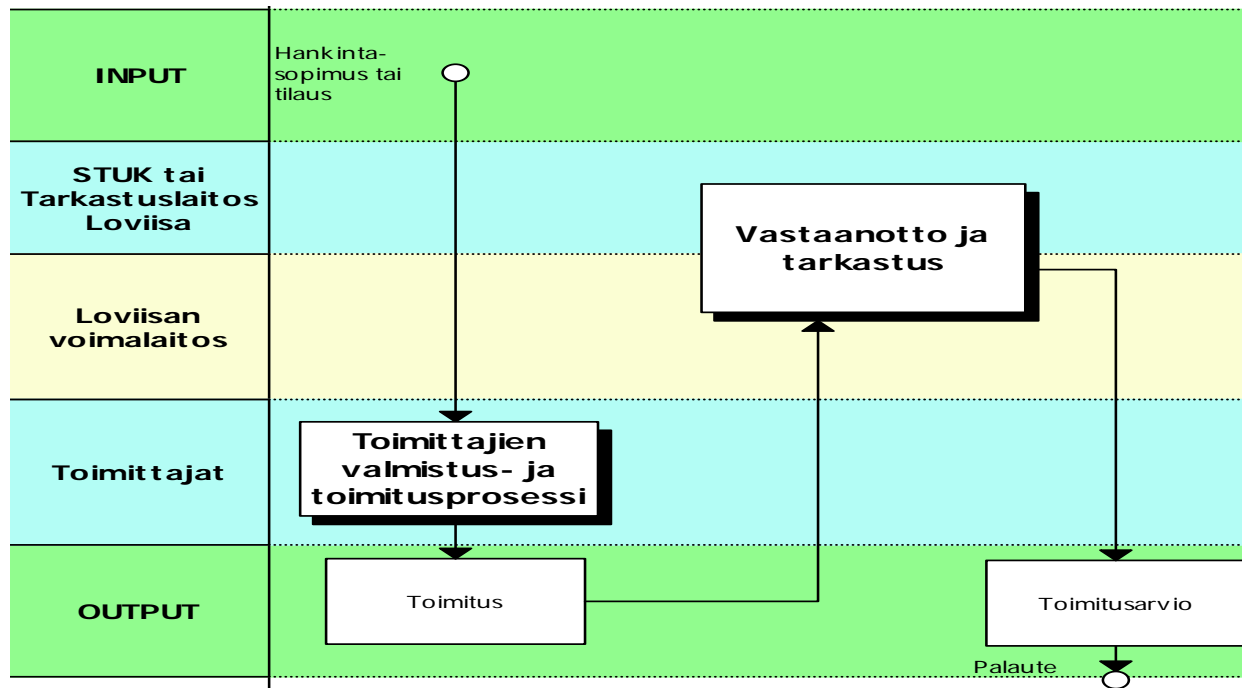 INPUT
Hankinta-
sopimus tai
tilaus
STUK tai
Tarkastuslaitos
Loviisa
Vastaanotto ja
tarkastus
Loviisan
voimalaitos
Toimittajat
Toimittajien
valmistus- ja
toimitusprosessi
OUTPUT
Toimitus
Toimitusarvio
Palaute